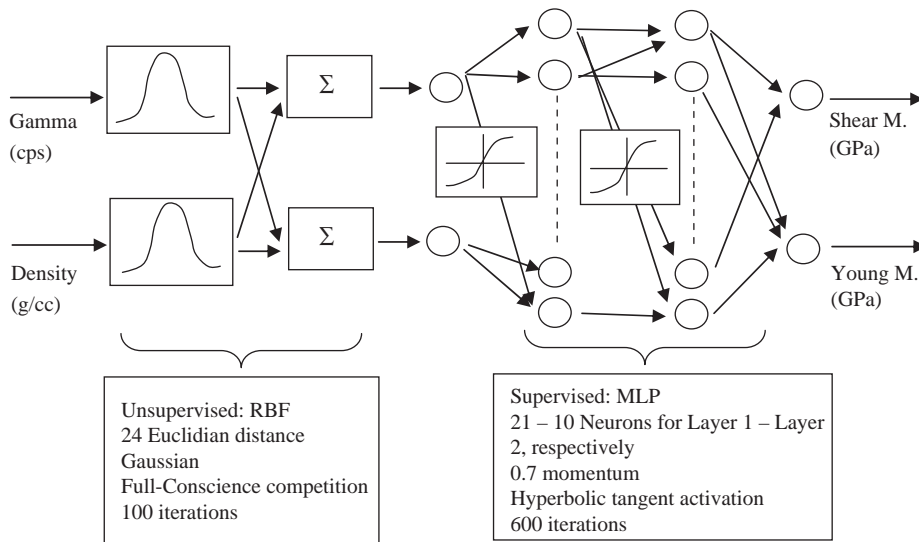 Gamma
(cps)
Σ
Shear M.
(GPa)
Density
(g/cc)
Σ
Young M.
(GPa)
Unsupervised: RBF
24 Euclidian distance
Gaussian
Full-Conscience competition
100 iterations
Supervised: MLP
21 – 10 Neurons for Layer 1 – Layer
2, respectively
0.7 momentum
Hyperbolic tangent activation
600 iterations